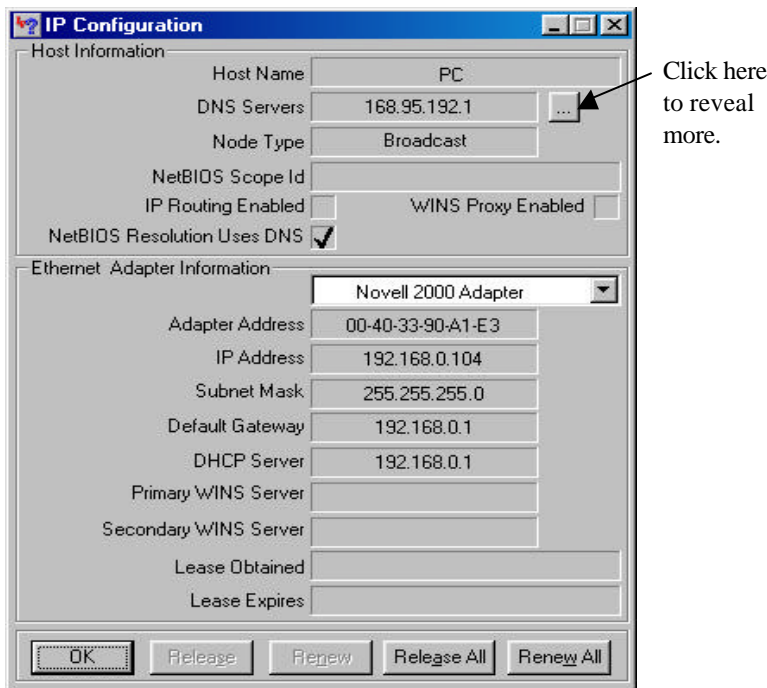 IP Configuration
Host Information
Host Name PC
DNS Servers 168.95.192.1 ...
Click here
to reveal
more.
Node Type Broadcast
NetBIOS Scope Id
IP Routing Enabled WINS Proxy Enabled
NetBIOS Resolution Uses DNS
Ethernet Adapter Information
Novell 2000 Adapter
Adapter Address 00-40-33-90-A1-E3
IP Address 192.168.0.104
Subnet Mask 255.255.255.0
Default Gateway 192.168.0.1
DHCP Server 192.168.0.1
Primary WINS Server
Secondary WINS Server
Lease Obtained
Lease Expires
OK Release Renew Release All Renew All